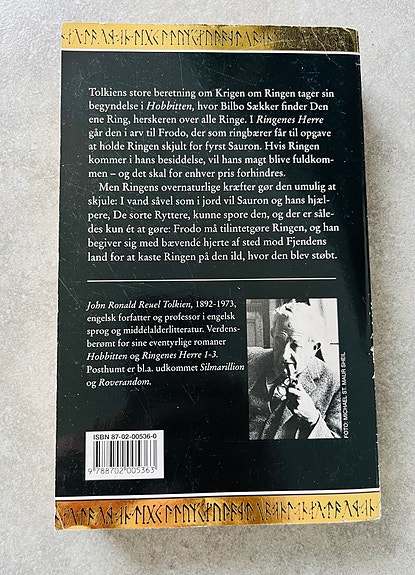 Tolkiens store beretning om Krigen om Ringen tager sin
begyndelse i Hobbitten, hvor Bilbo Sækker finder Den
ene Ring, herskeren over alle Ringe. I Ringenes Herre
går den i arv til Frodo, der som ringbærer får til opgave
at holde Ringen skjult for fyrst Sauron. Hvis Ringen
kommer i hans besiddelse, vil hans magt blive fuldkom-
men – og det skal for enhver pris forhindres.
Men Ringens overnaturlige kræfter gør den umulig at
skjule: I vand såvel som i jord vil Sauron og hans hjæl-
pere, De sorte Ryttere, kunne spore den, og der er såle-
des kun ét at gøre: Frodo må tilintetgøre Ringen, og han
begiver sig med bævende hjerte af sted mod Fjendens
land for at kaste Ringen på den ild, hvor den blev støbt.
John Ronald Reuel Tolkien, 1892-1973,
engelsk forfatter og professor i engelsk
sprog og middelalderlitteratur. Verdens-
berømt for sine eventyrlige romaner
Hobbitten og Ringenes Herre 1-3.
Posthumt er bl.a. udkommet Silmarillion
og Roverandom.
FOTO: MICHAEL ST. MAUR SHEIL
ISBN 87-02-00536-0
9 788702 005363